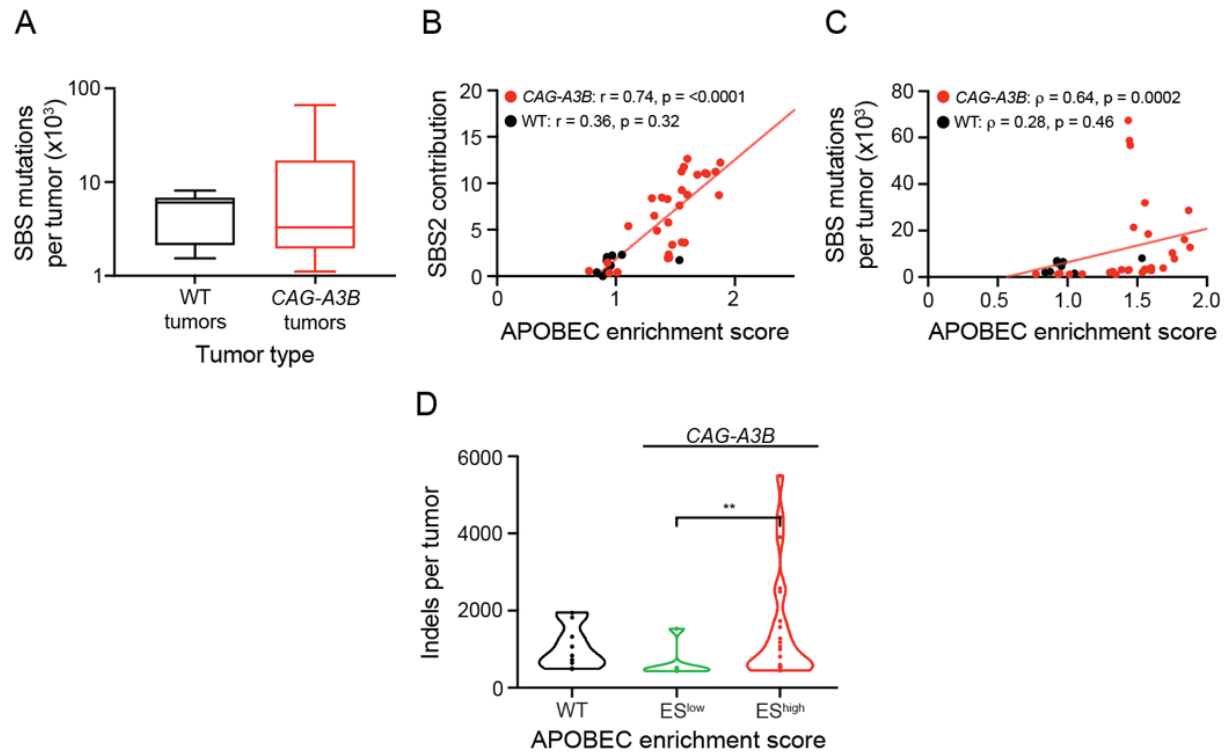 A
SBS mutations
per tumor (x10³)
100
10
1
WT
tumors
CAG-A3B
tumors
Tumor type
B
SBS2 contribution
20
15
10
5
0
CAG-A3B: r = 0.74, p = <0.0001
WT: r = 0.36, p = 0.32
1
2
APOBEC enrichment score
C
SBS mutations
per tumor (x10³)
80
60
40
20
0
CAG-A3B: ρ = 0.64, p = 0.0002
WT: ρ = 0.28, p = 0.46
0
0.5
1.0
1.5
2.0
APOBEC enrichment score
D
CAG-A3B
Indels per tumor
6000
4000
2000
0
**
WT
ESˡᵒʷ
ESʰⁱᵍʰ
APOBEC enrichment score